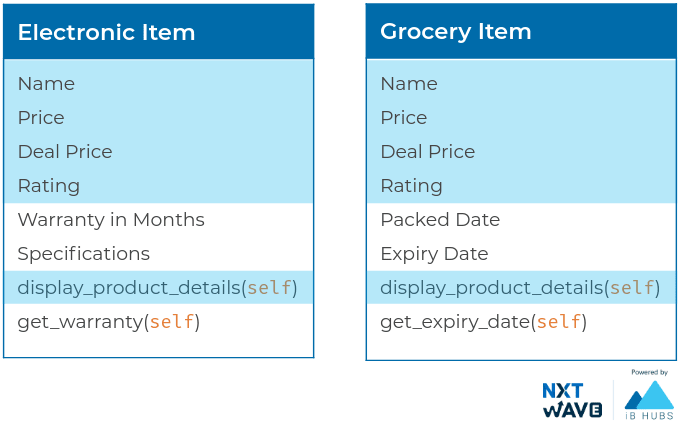 Electronic Item
Name
Price
Deal Price
Rating
Warranty in Months
Specifications
display_product_details(self)
get_warranty(self)
Grocery Item
Name
Price
Deal Price
Rating
Packed Date
Expiry Date
display_product_details(self)
get_expiry_date(self)
Powered by
NXT
WAVE
iB HUBS